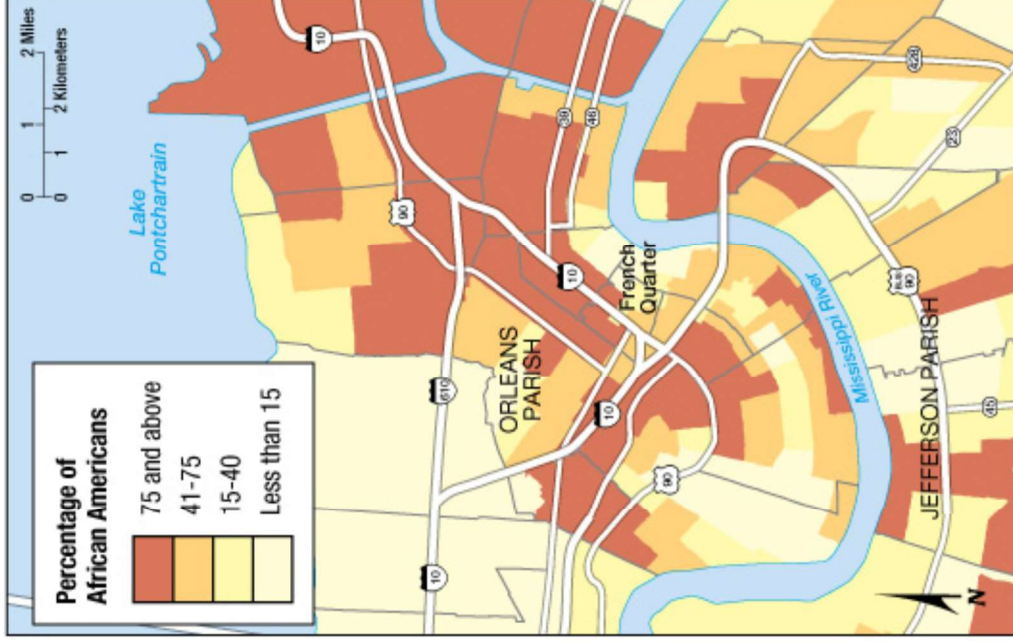 Percentage of
African Americans
75 and above
41-75
15-40
Less than 15
0 1 2 Miles
0 1 2 Kilometers
Lake
Pontchartrain
10
90
39
46
610
10
10
10
90
ORLEANS
PARISH
French
Quarter
Mississippi River
428
23
BUS
90
JEFFERSON PARISH
45
N